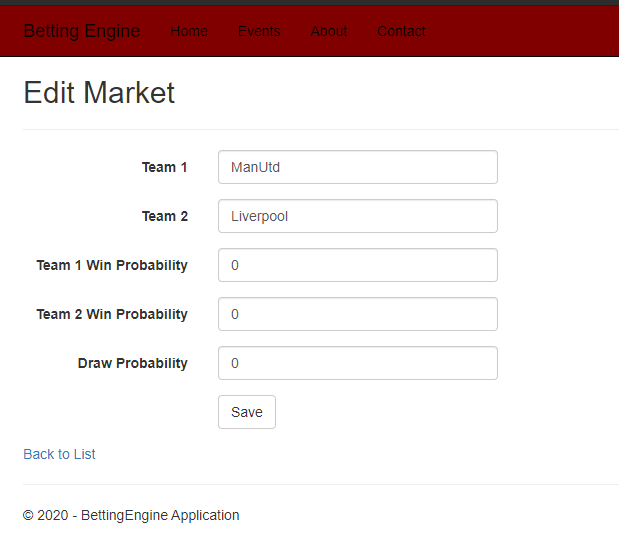 Betting Engine Home Events About Contact
Edit Market
Team 1 ManUtd
Team 2 Liverpool
Team 1 Win Probability 0
Team 2 Win Probability 0
Draw Probability 0
Save
Back to List
© 2020 - BettingEngine Application